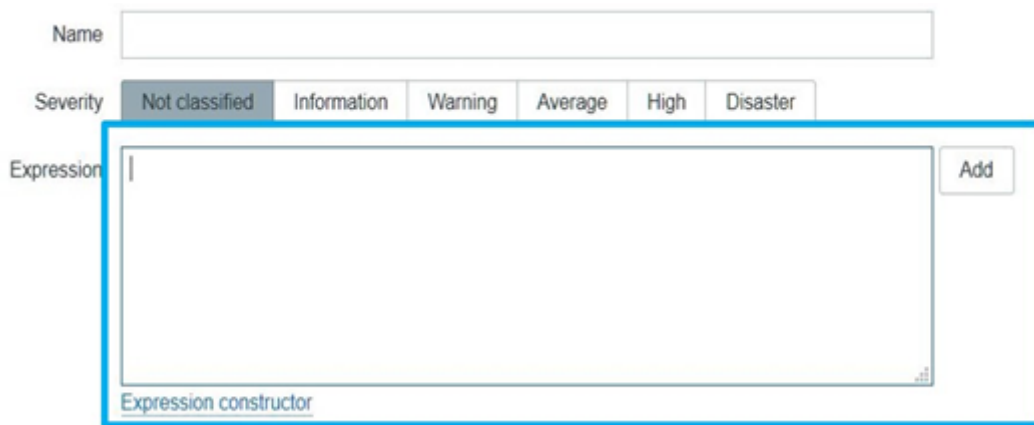 Name
Severity Not classified Information Warning Average High Disaster
Expression Add
Expression constructor